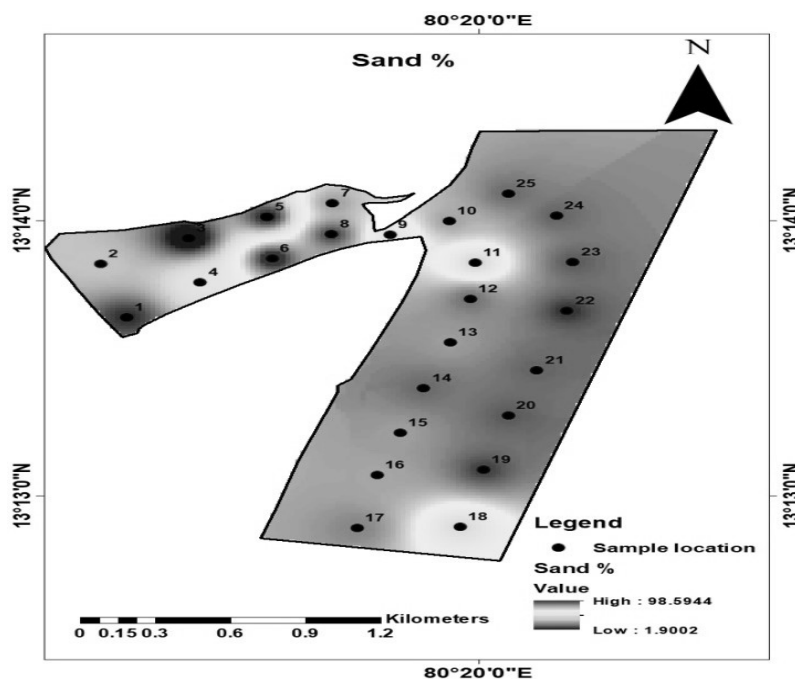 80°20'0"E
Sand %
N
13°14'0"N
13°14'0"N
7
5
25
3
8
9
10
24
2
6
11
23
4
12
22
1
13
21
14
20
15
19
16
13°13'0"N
13°13'0"N
17
18
Legend
Sample location
Sand %
Value
High : 98.5944
Low : 1.9002
Kilometers
0 0.15 0.3 0.6 0.9 1.2
80°20'0"E